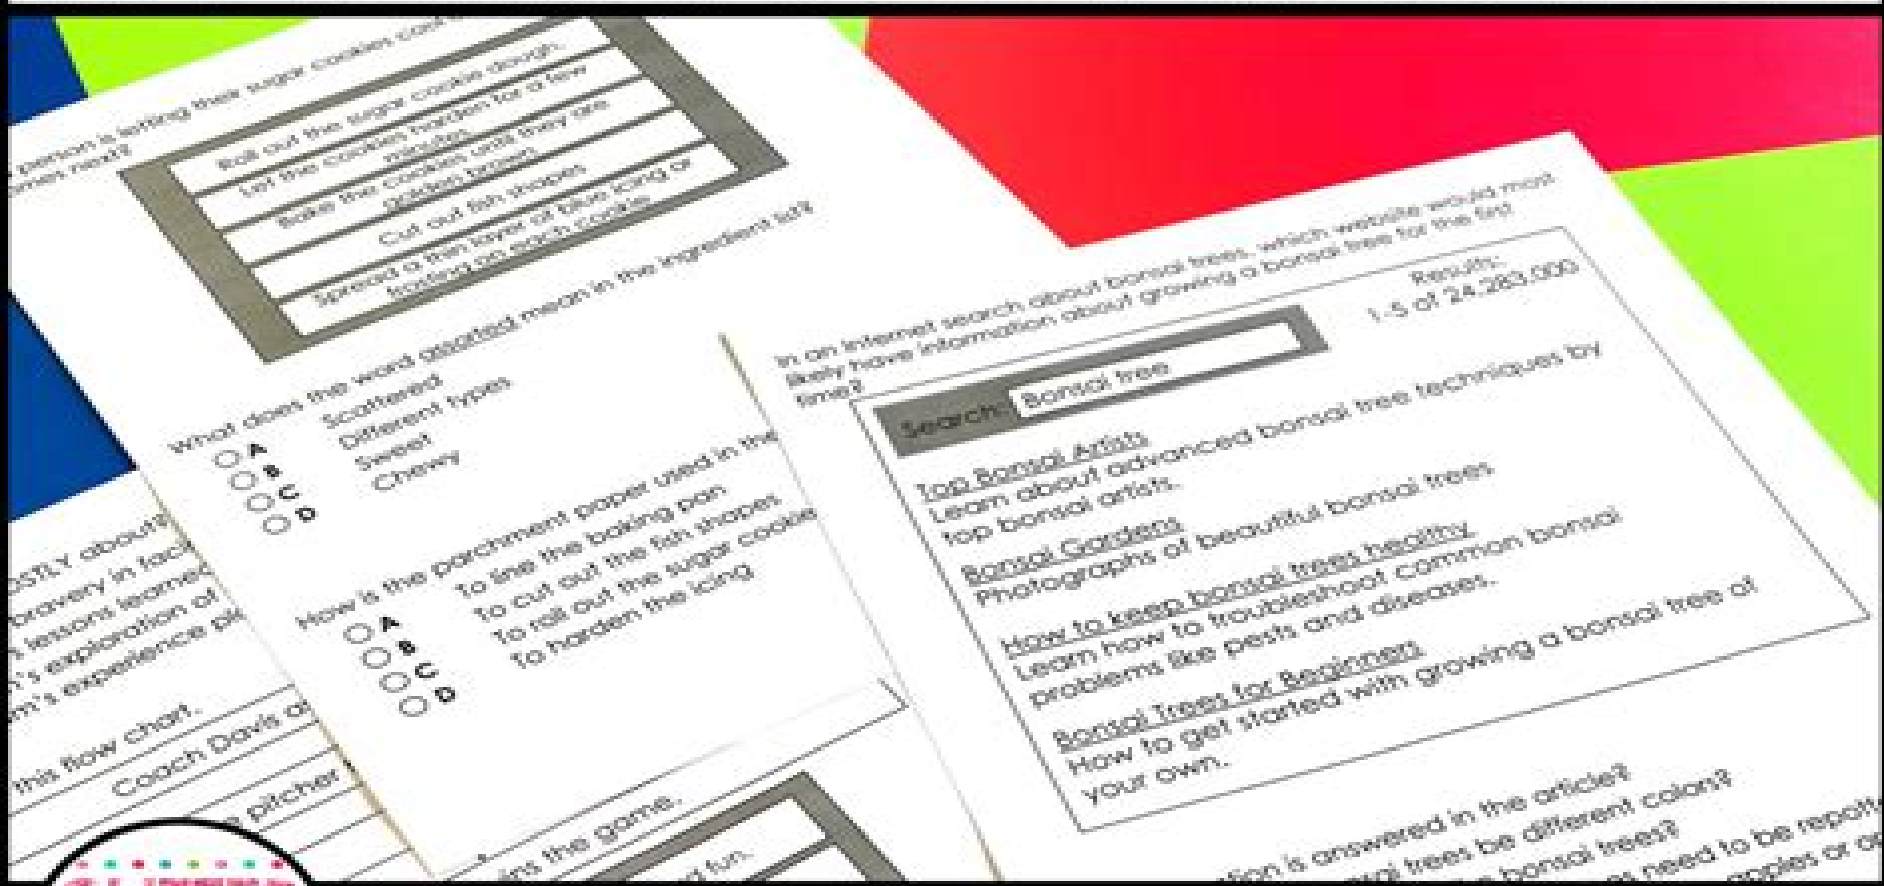 person is letting their sugar cookies cool
next?
Roll out the sugar cookie dough.
Let the cookies harden for a few
minutes
Bake the cookies until they are
golden brown
Cut out fish shapes
Spread a thin layer of blue icing or
frosting on each cookie
What does the word assorted mean in the ingredient list?
A Scattered
B Different types
C Sweet
D Chewy
How is the parchment paper used in the
A To line the baking pan
B To cut out the fish shapes
C To roll out the sugar cookie
D To harden the icing
about?
bravery in
lessons learned
exploration of
experience
this flow chart.
Coach Davis
pitcher
the game.
fun.
In an internet search about bonsai trees, which website would most
likely have information about growing a bonsai tree for the first
time?
Results:
1-5 of 24,283,000
Search: Bonsai tree
Top Bonsai Artists
Learn about advanced bonsai tree techniques by
top bonsai artists.
Bonsai Gardens
Photographs of beautiful bonsai trees
How to keep bonsai trees healthy
Learn how to troubleshoot common bonsai
problems like pests and diseases.
Bonsai Trees for Beginners
How to get started with growing a bonsai tree of
your own.
is answered in the article?
trees be different colors?
bonsai trees?
need to be
apples or